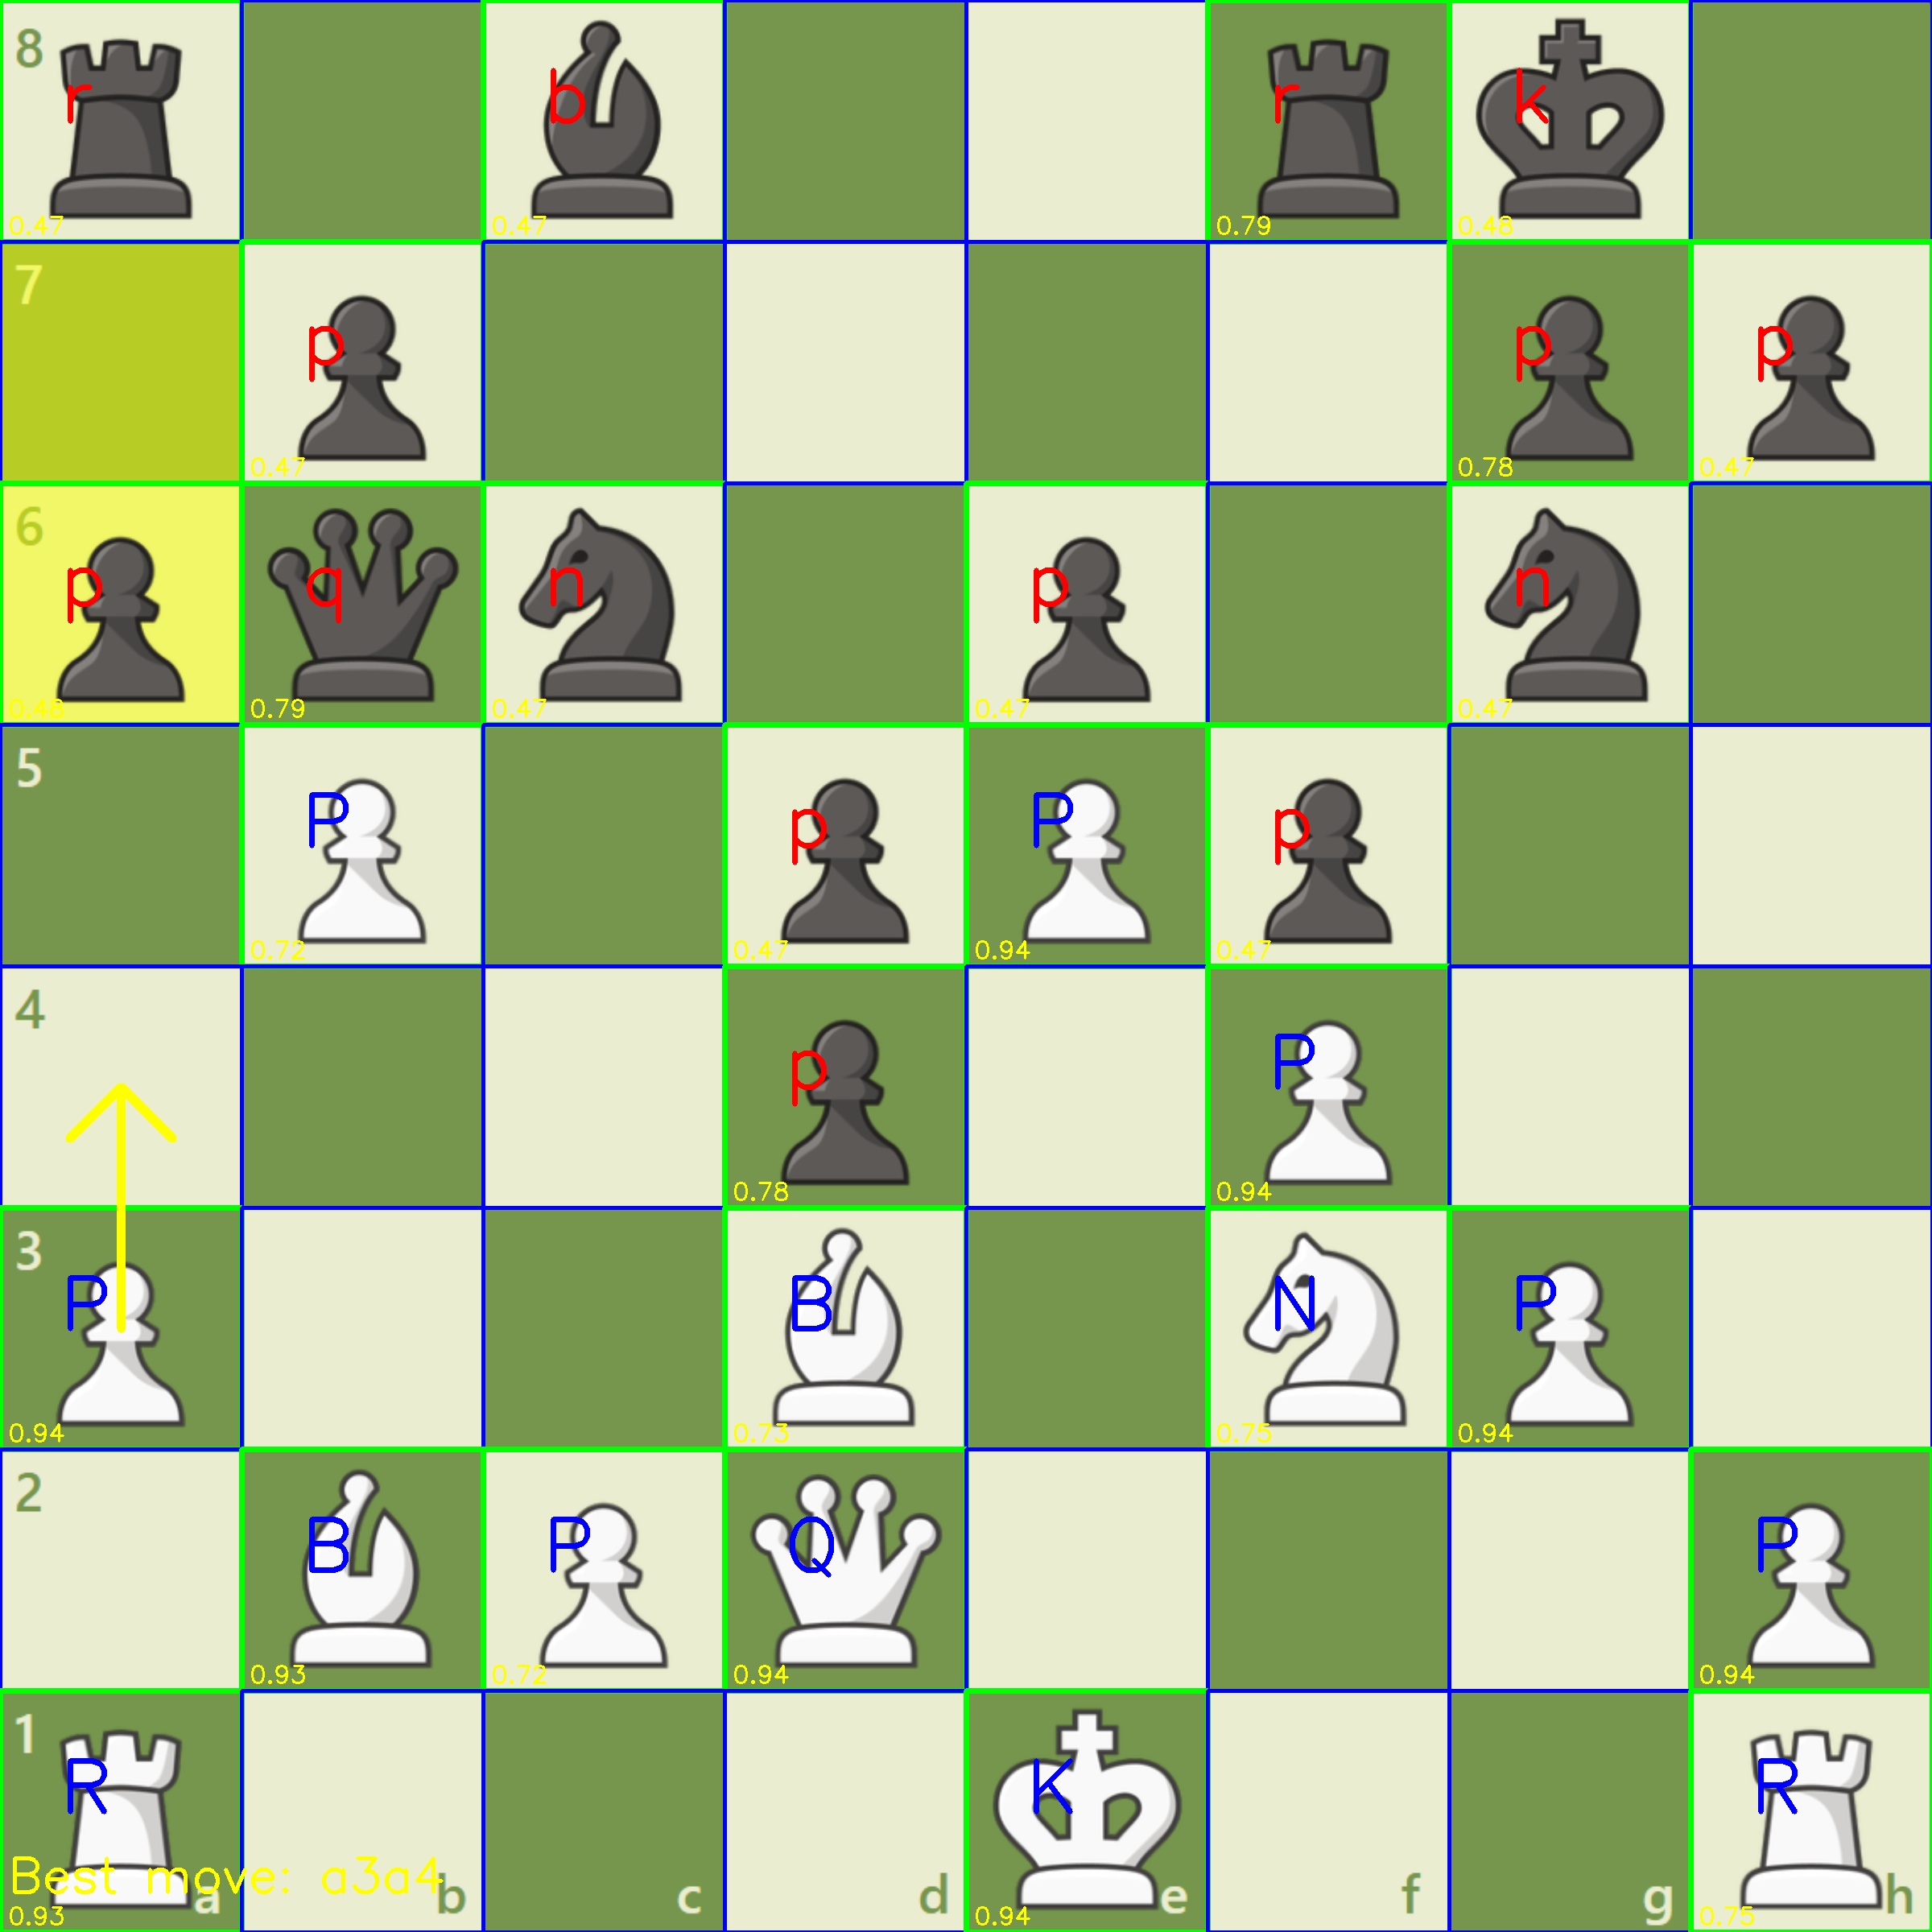 8 r b r k
0.47 0.47 0.79 0.48
7 p p p
0.47 0.78 0.47
6 p q n p n
0.48 0.79 0.47 0.47 0.47
5 P p P p
0.72 0.47 0.94 0.47
4 p P
0.78 0.94
3 P B N P
0.94 0.73 0.75 0.94
2 B P Q P
0.93 0.72 0.94 0.94
1 R K R
Best move: a3a4
a b c d e f g h
0.93 0.94 0.75